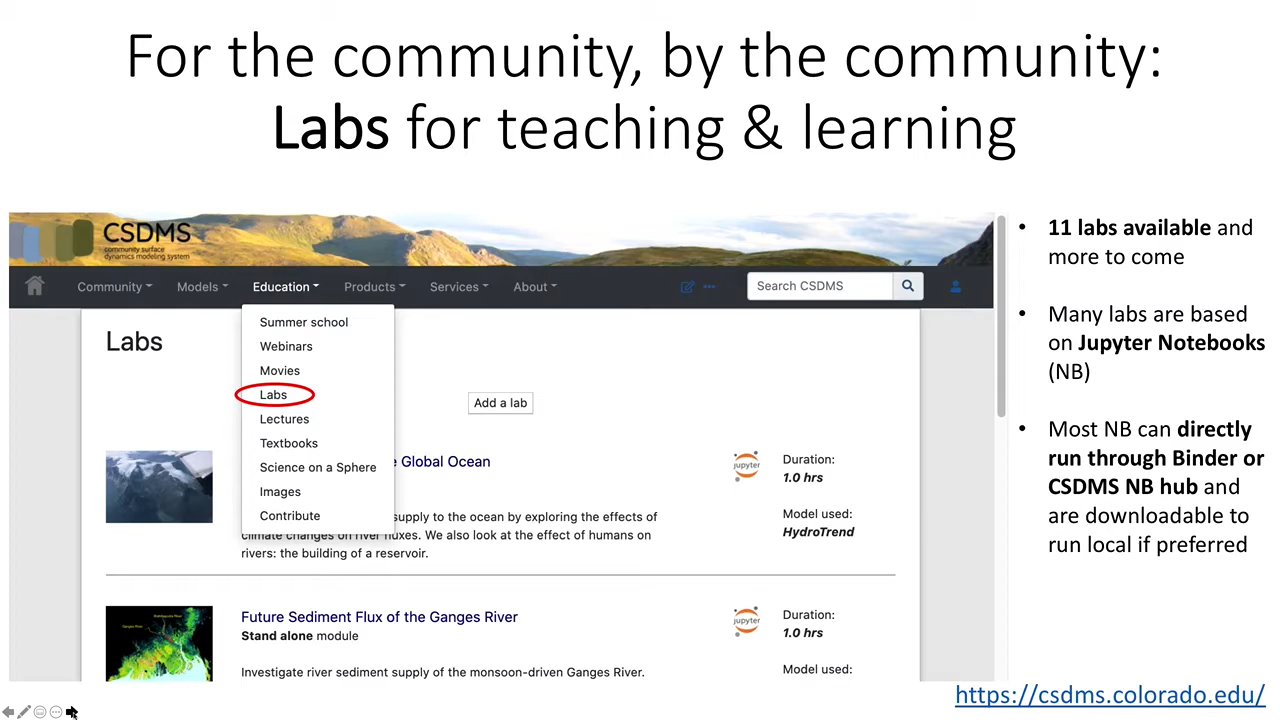 For the community, by the community:
Labs for teaching & learning
CSDMS
community surface
dynamics modeling system
Community
Models
Education
Products
Services
About
Search CSDMS
Labs
Summer school
Webinars
Movies
Labs
Lectures
Textbooks
Science on a Sphere
Images
Contribute
Add a lab
e Global Ocean
supply to the ocean by exploring the effects of
climate changes on river fluxes. We also look at the effect of humans on
rivers: the building of a reservoir.
jupyter
Duration:
1.0 hrs
Model used:
HydroTrend
Future Sediment Flux of the Ganges River
Stand alone module
Investigate river sediment supply of the monsoon-driven Ganges River.
jupyter
Duration:
1.0 hrs
Model used:
• 11 labs available and
more to come
• Many labs are based
on Jupyter Notebooks
(NB)
• Most NB can directly
run through Binder or
CSDMS NB hub and
are downloadable to
run local if preferred
https://csdms.colorado.edu/